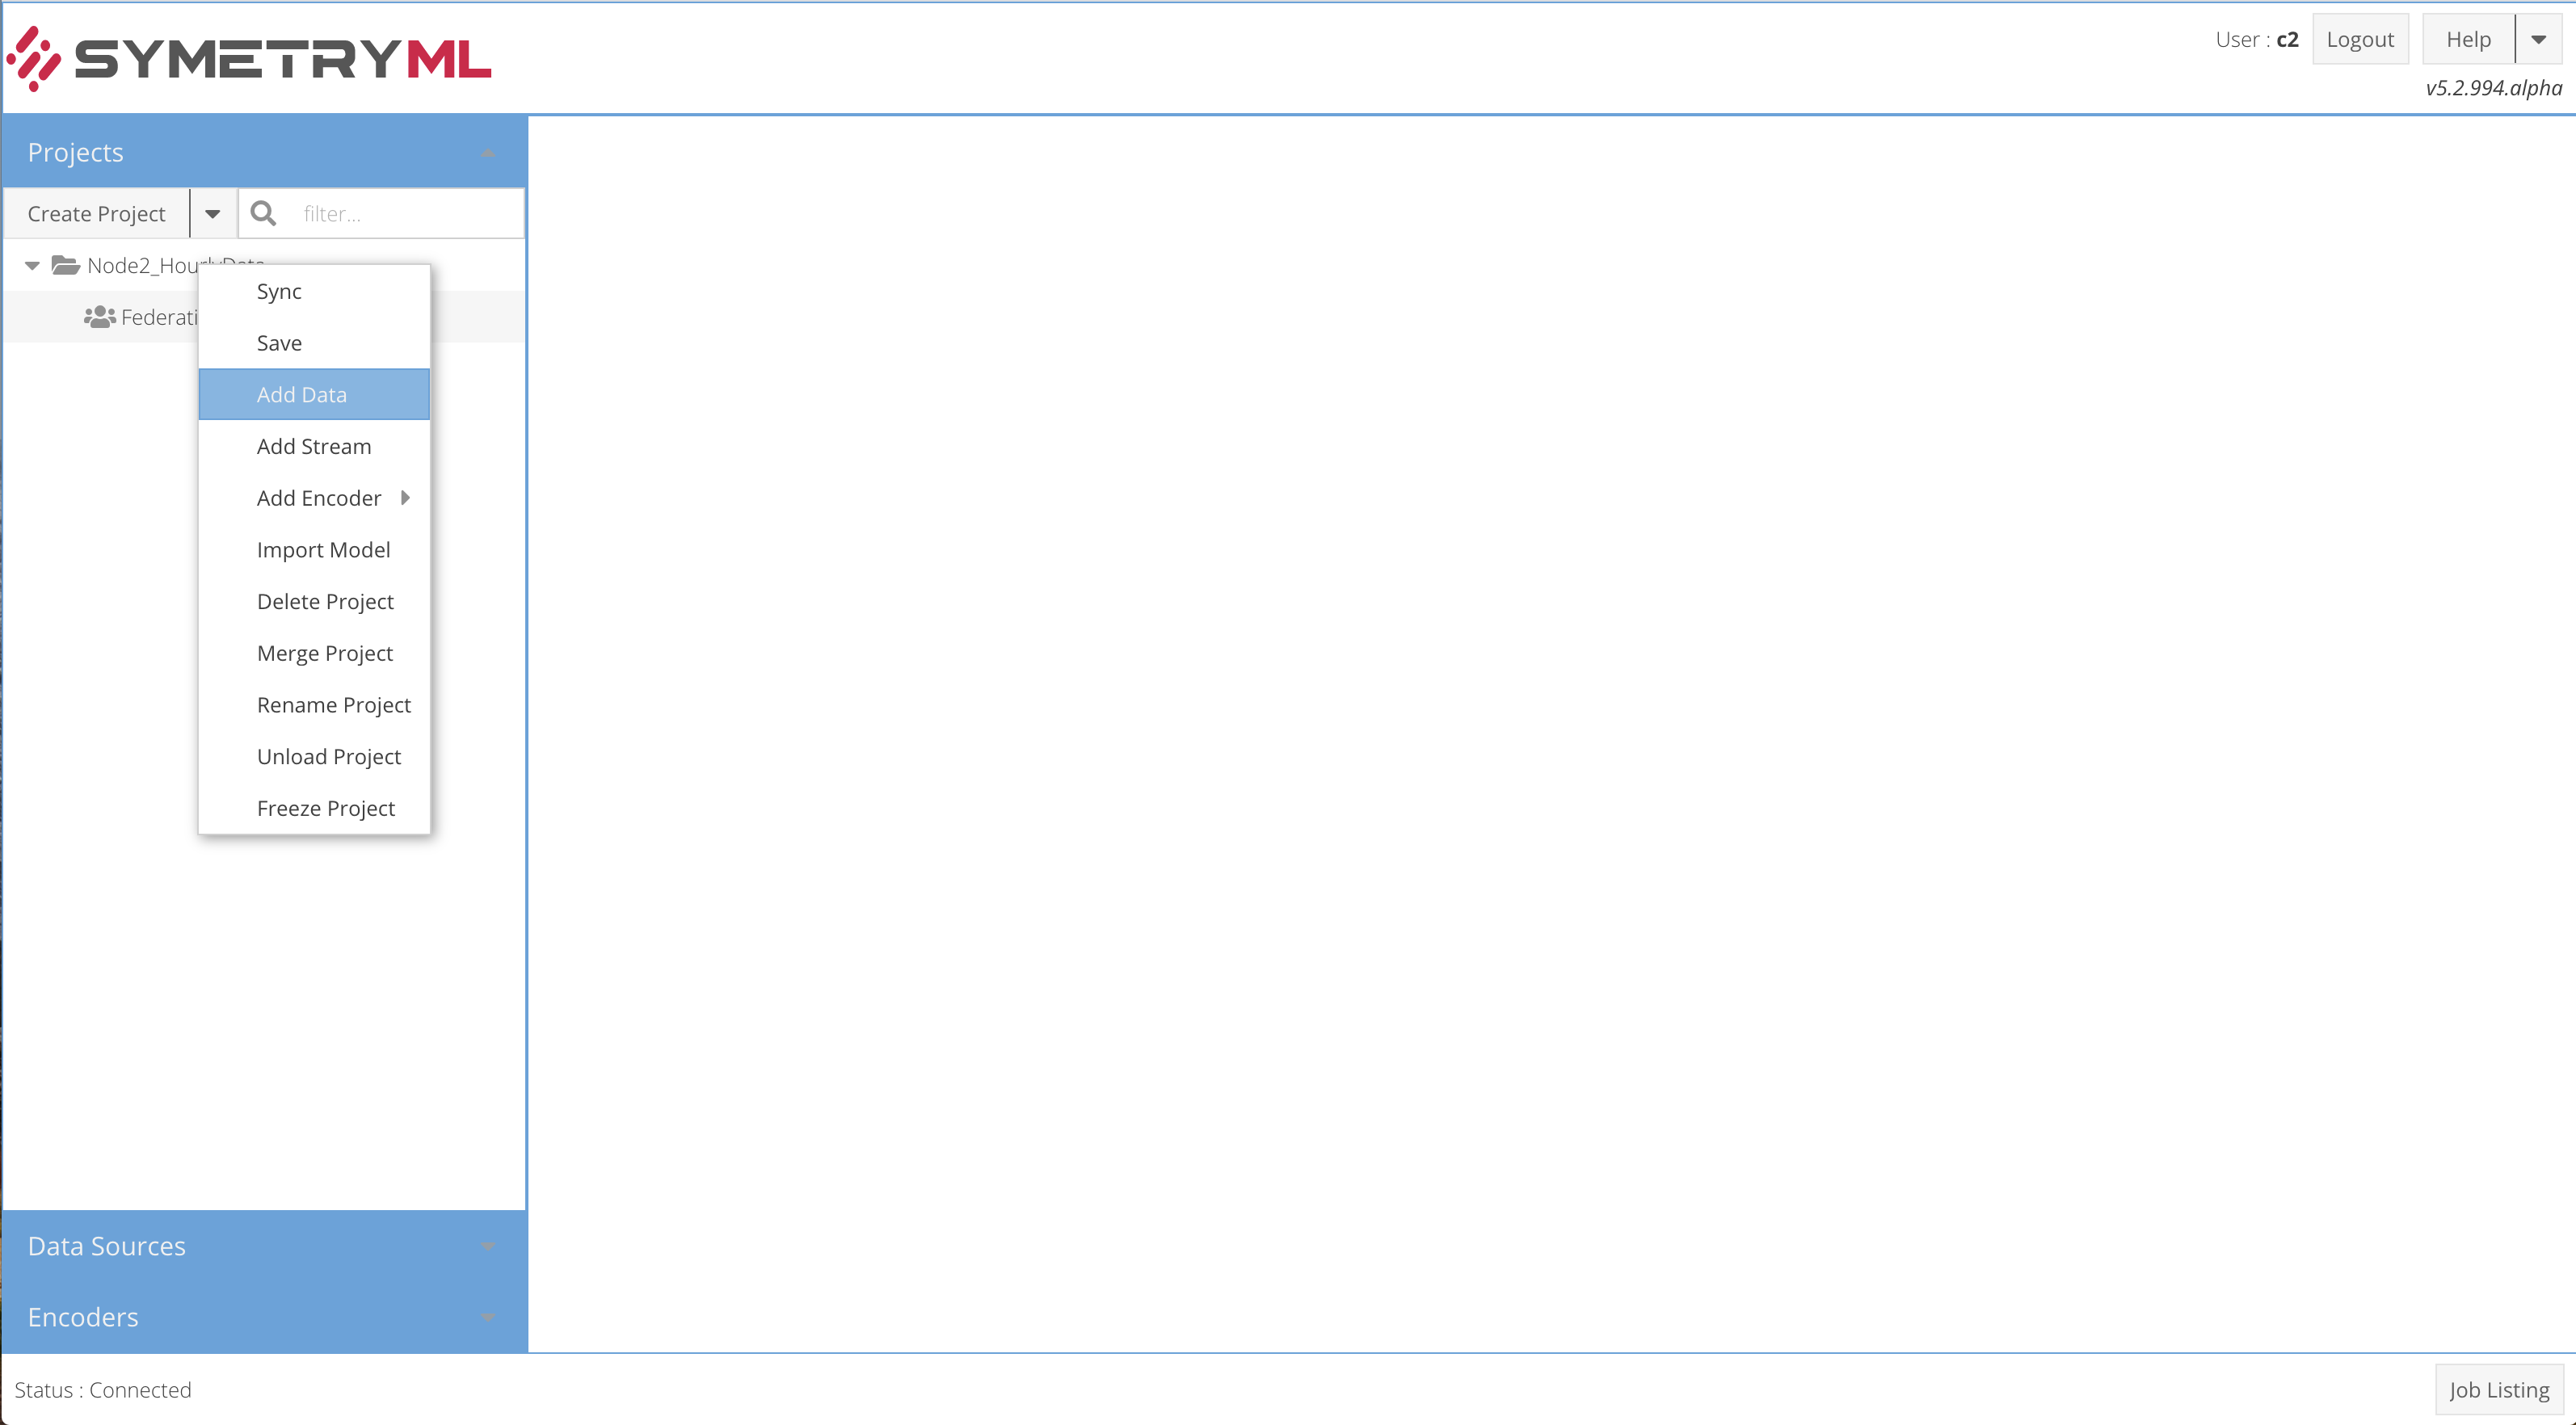 SYMETRYML
User : c2
Logout
Help
v5.2.994.alpha
Projects
Create Project
filter...
Node2_HourlyData
Federati
Sync
Save
Add Data
Add Stream
Add Encoder
Import Model
Delete Project
Merge Project
Rename Project
Unload Project
Freeze Project
Data Sources
Encoders
Status : Connected
Job Listing